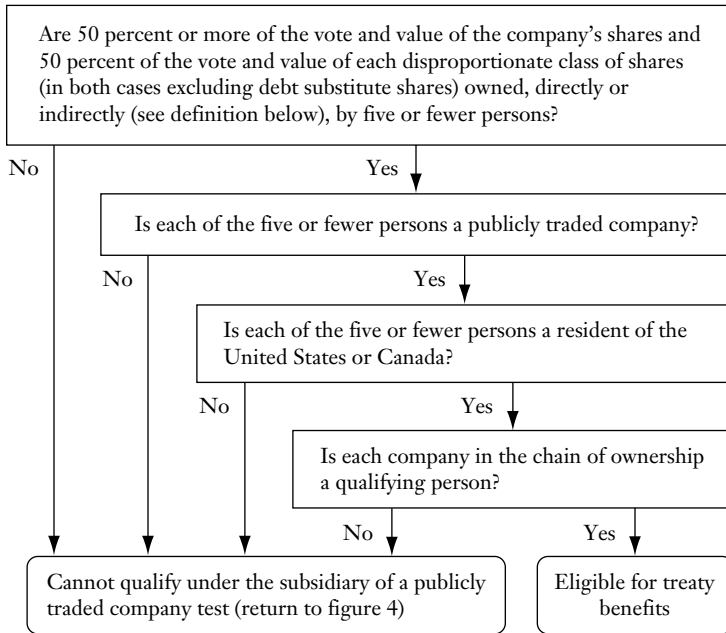 Are 50 percent or more of the vote and value of the company’s shares and
50 percent of the vote and value of each disproportionate class of shares
(in both cases excluding debt substitute shares) owned, directly or
indirectly (see definition below), by five or fewer persons?
No
Yes
Is each of the five or fewer persons a publicly traded company?
No
Yes
Is each of the five or fewer persons a resident of the
United States or Canada?
No
Yes
Is each company in the chain of ownership
a qualifying person?
No
Yes
Cannot qualify under the subsidiary of a publicly
traded company test (return to figure 4)
Eligible for treaty
benefits